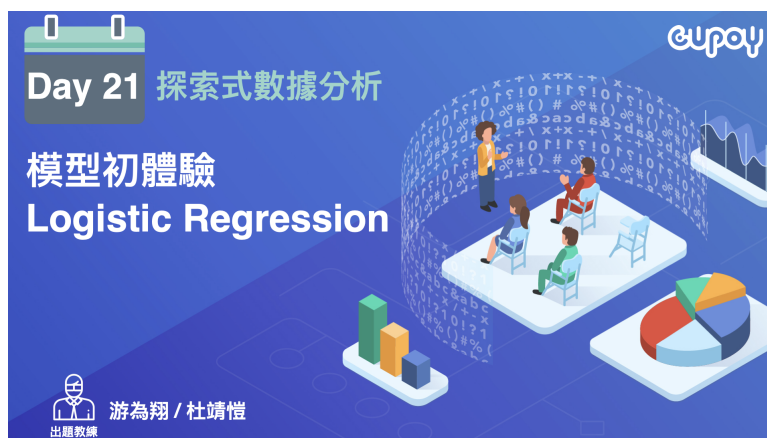 cupoy
Day 21 探索式數據分析
模型初體驗
Logistic Regression
游為翔 / 杜靖愷
出題教練